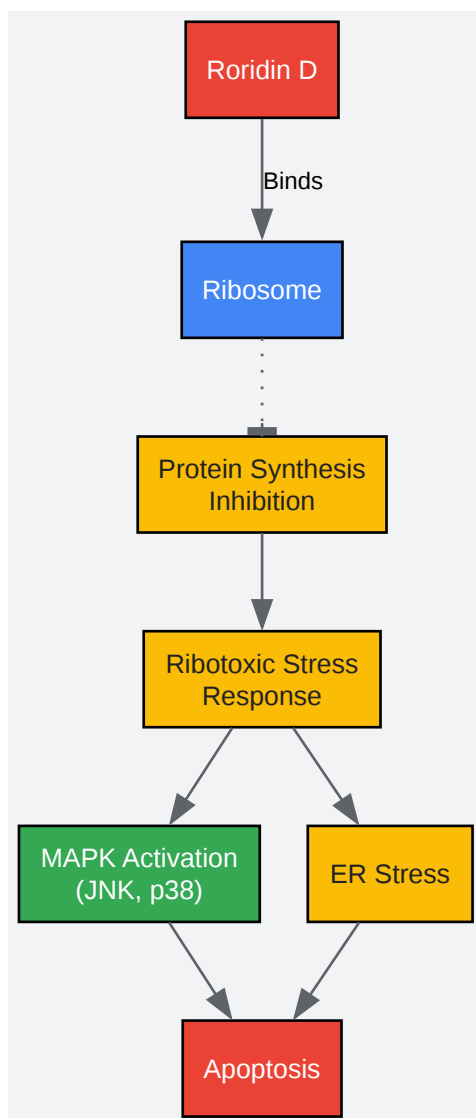 Roridin D
Binds
Ribosome
Protein Synthesis
Inhibition
Ribotoxic Stress
Response
MAPK Activation
(JNK, p38)
ER Stress
Apoptosis